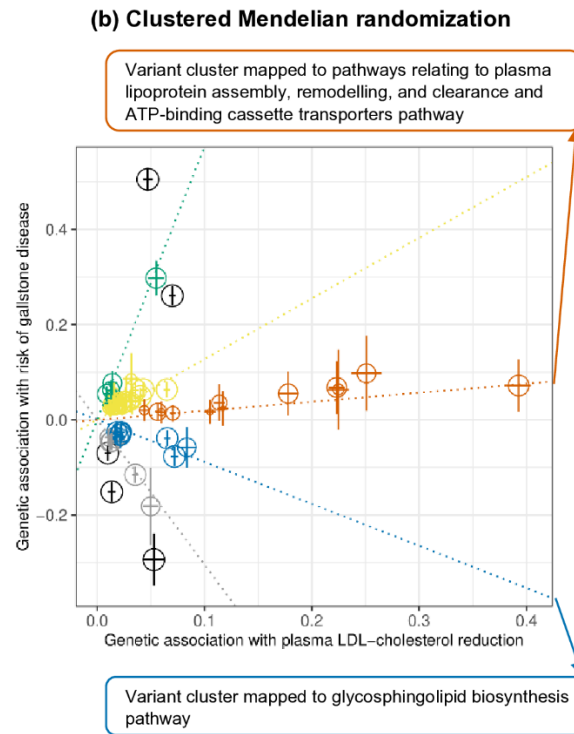 (b) Clustered Mendelian randomization
Variant cluster mapped to pathways relating to plasma
lipoprotein assembly, remodelling, and clearance and
ATP-binding cassette transporters pathway
Genetic association with risk of gallstone disease
0.4
0.2
0.0
−0.2
0.0 0.1 0.2 0.3 0.4
Genetic association with plasma LDL−cholesterol reduction
Variant cluster mapped to glycosphingolipid biosynthesis
pathway